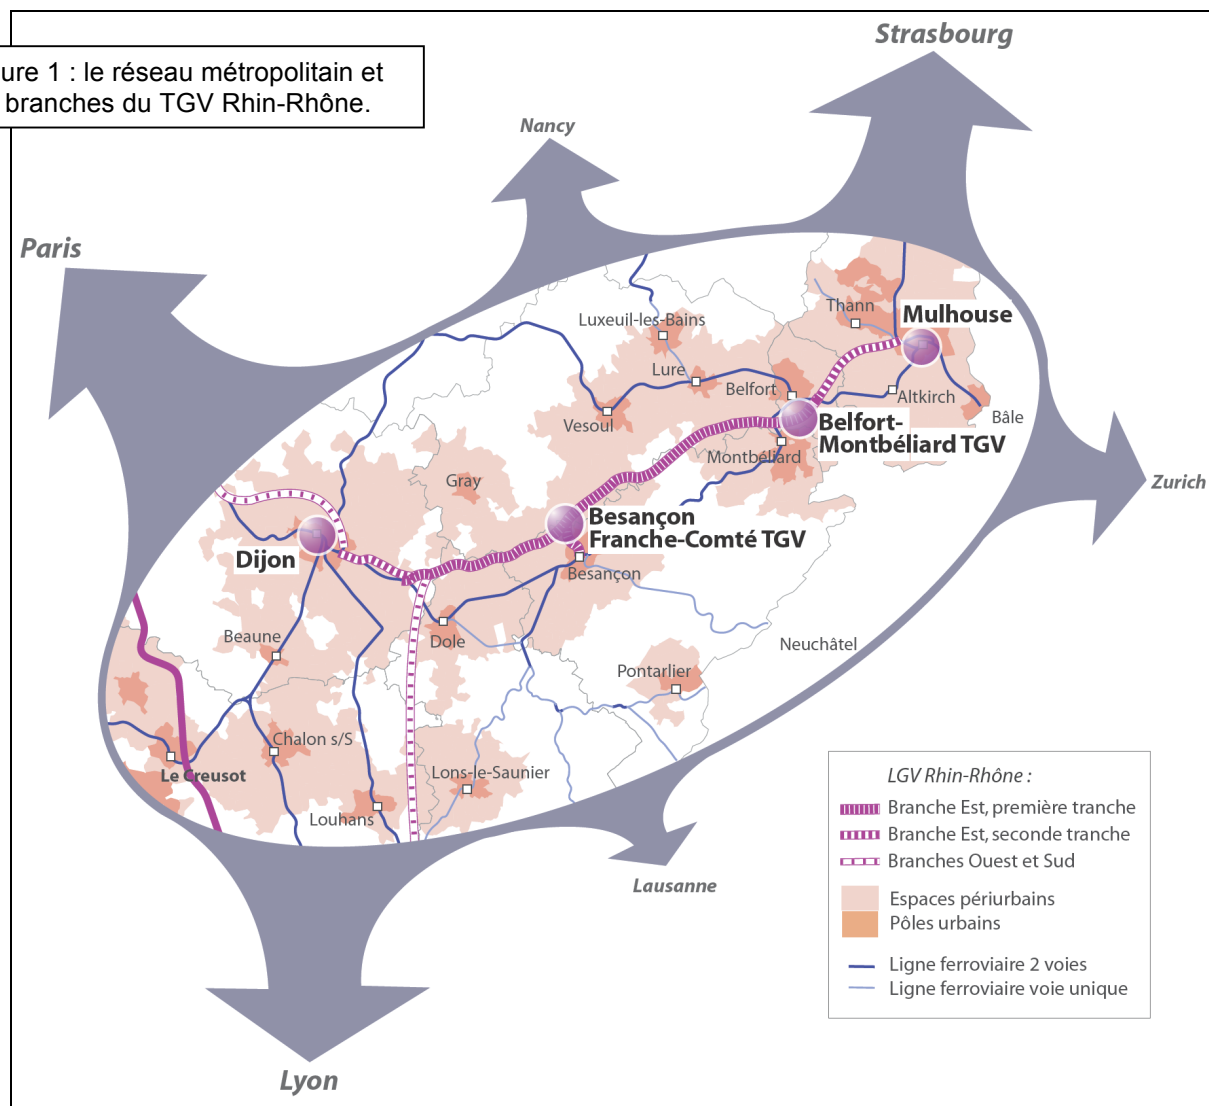 ure 1 : le réseau métropolitain et
branches du TGV Rhin-Rhône.
Strasbourg
Nancy
Paris
Thann
Mulhouse
Luxeuil-les-Bains
Lure
Belfort
Altkirch
Bâle
Vesoul
Belfort-
Montbéliard TGV
Montbéliard
Zurich
Gray
Besançon
Franche-Comté TGV
Dijon
Besançon
Beaune
Dole
Neuchâtel
Pontarlier
Chalon s/S
Le Creusot
Lons-le-Saunier
Louhans
Lausanne
Lyon
LGV Rhin-Rhône :
Branche Est, première tranche
Branche Est, seconde tranche
Branches Ouest et Sud
Espaces périurbains
Pôles urbains
Ligne ferroviaire 2 voies
Ligne ferroviaire voie unique